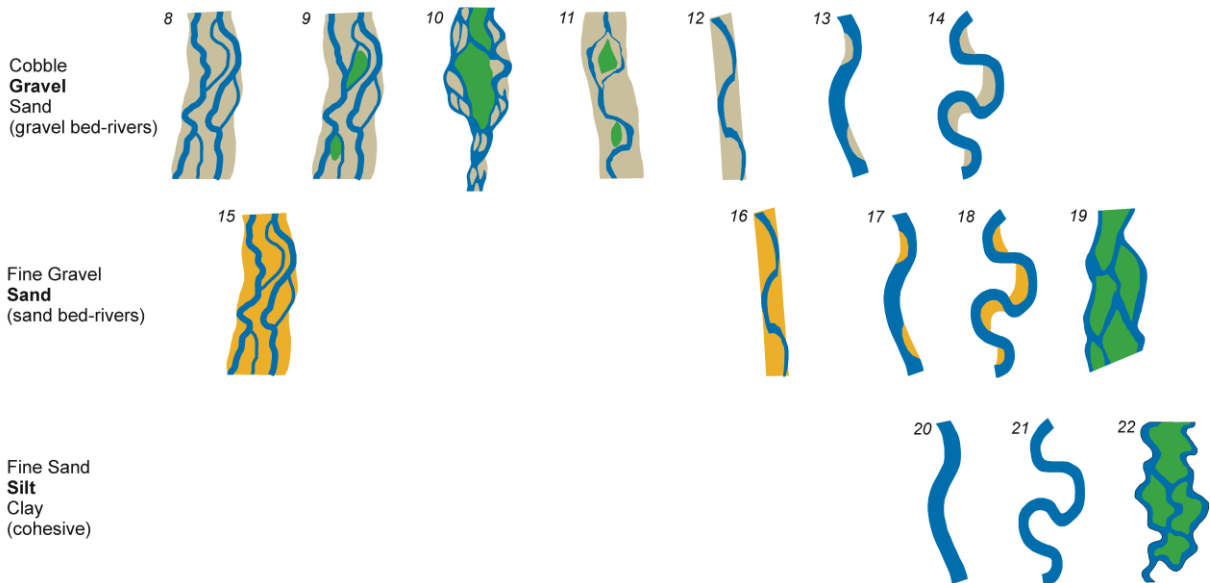 8 9 10 11 12 13 14
Cobble
Gravel
Sand
(gravel bed-rivers)
15 16 17 18 19
Fine Gravel
Sand
(sand bed-rivers)
20 21 22
Fine Sand
Silt
Clay
(cohesive)